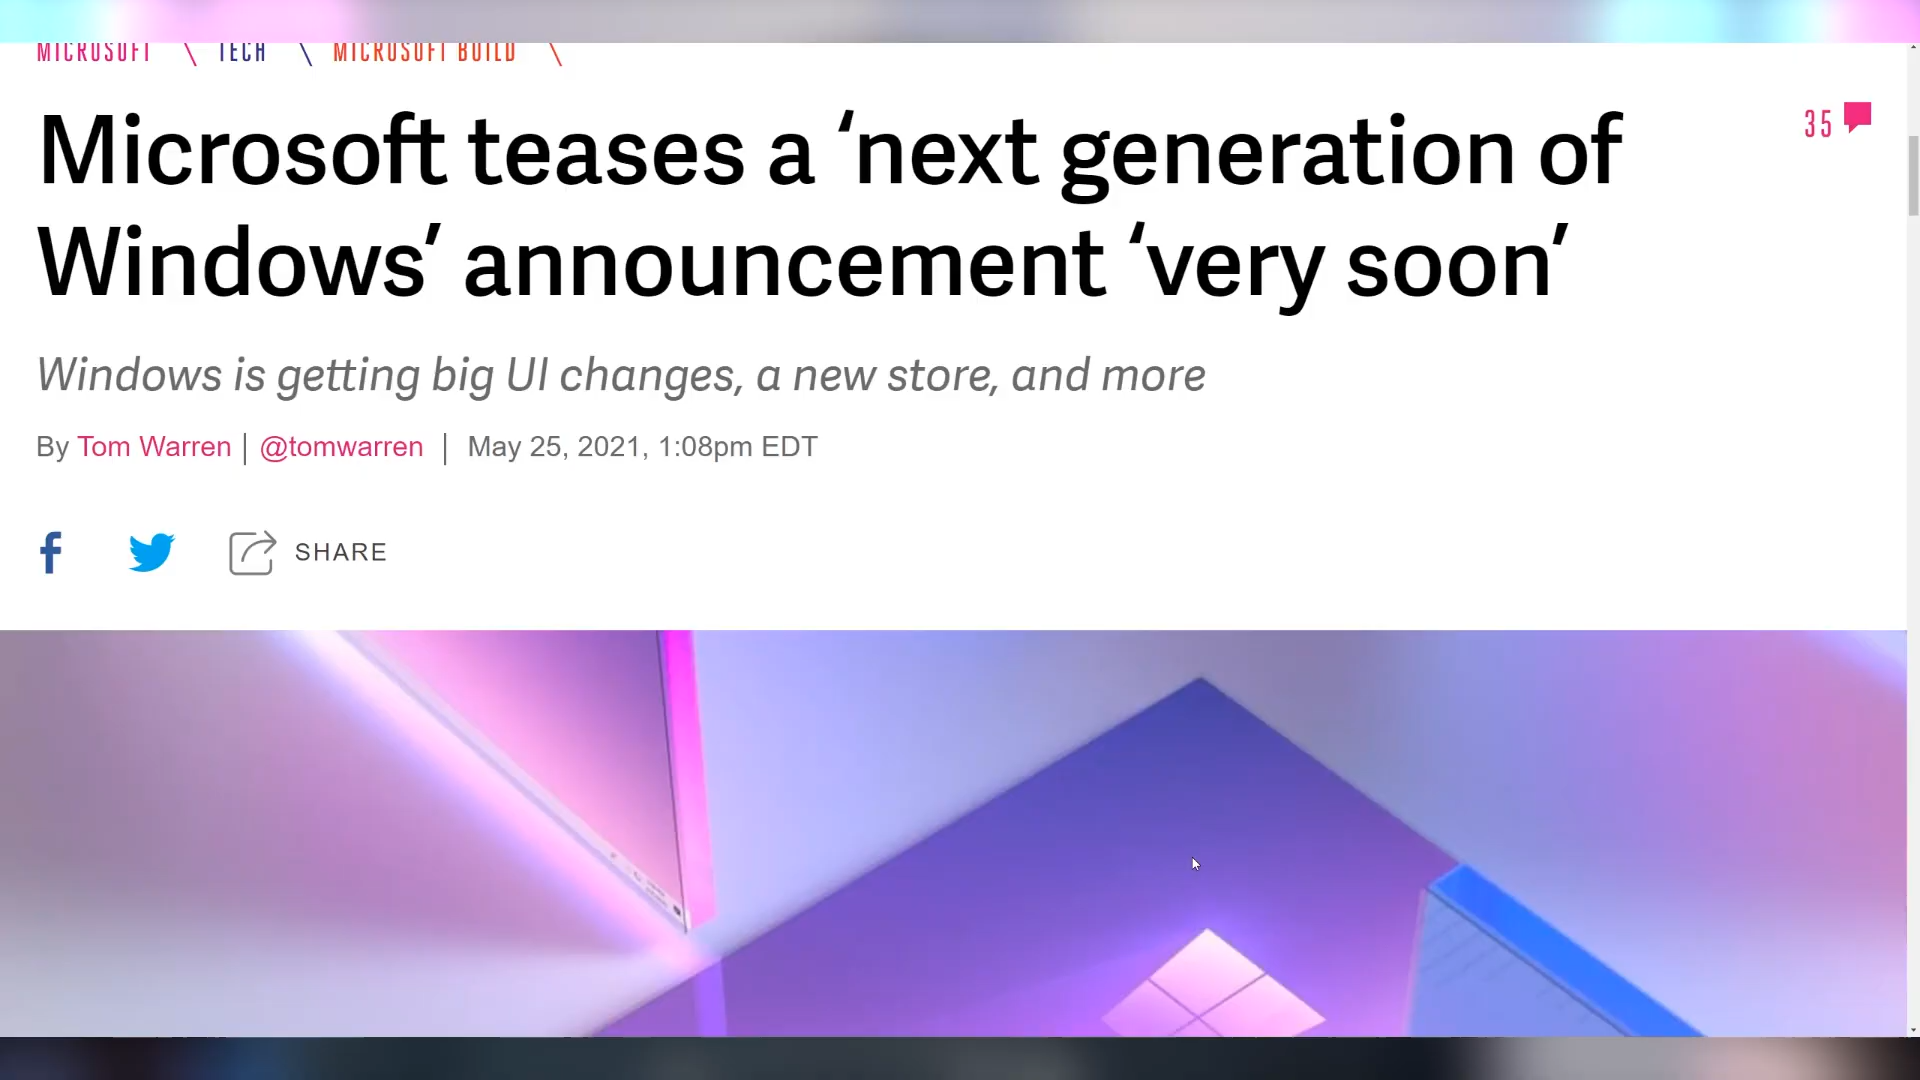 MICROSOFT \ TECH \ MICROSOFT BUILD \
Microsoft teases a ‘next generation of
Windows’ announcement ‘very soon’
35
Windows is getting big UI changes, a new store, and more
By Tom Warren | @tomwarren | May 25, 2021, 1:08pm EDT
SHARE